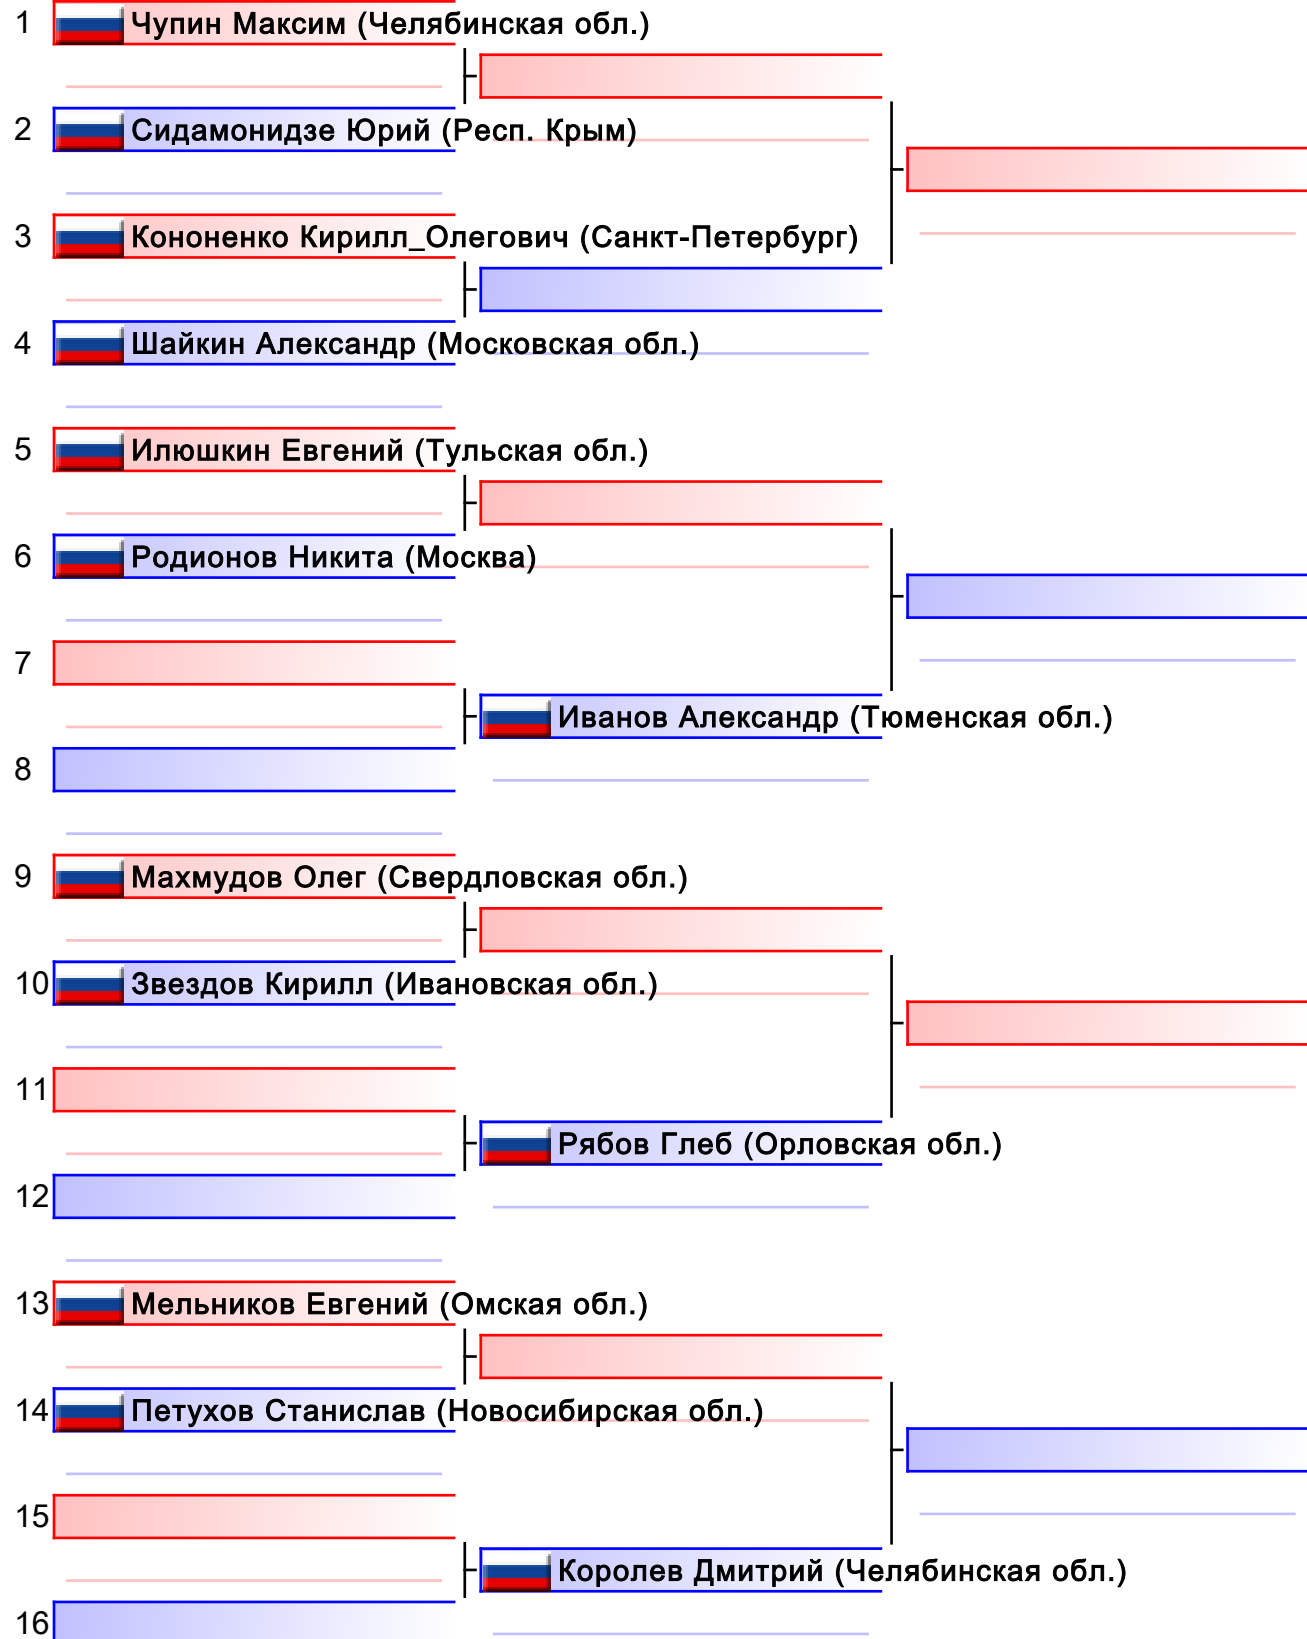 1 Чупин Максим (Челябинская обл.)
2 Сидамонидзе Юрий (Респ. Крым)
3 Кононенко Кирилл_Олегович (Санкт-Петербург)
4 Шайкин Александр (Московская обл.)
5 Илюшкин Евгений (Тульская обл.)
6 Родионов Никита (Москва)
7
Иванов Александр (Тюменская обл.)
8
9 Махмудов Олег (Свердловская обл.)
10 Звездов Кирилл (Ивановская обл.)
11
Рябов Глеб (Орловская обл.)
12
13 Мельников Евгений (Омская обл.)
14 Петухов Станислав (Новосибирская обл.)
15
Королев Дмитрий (Челябинская обл.)
16